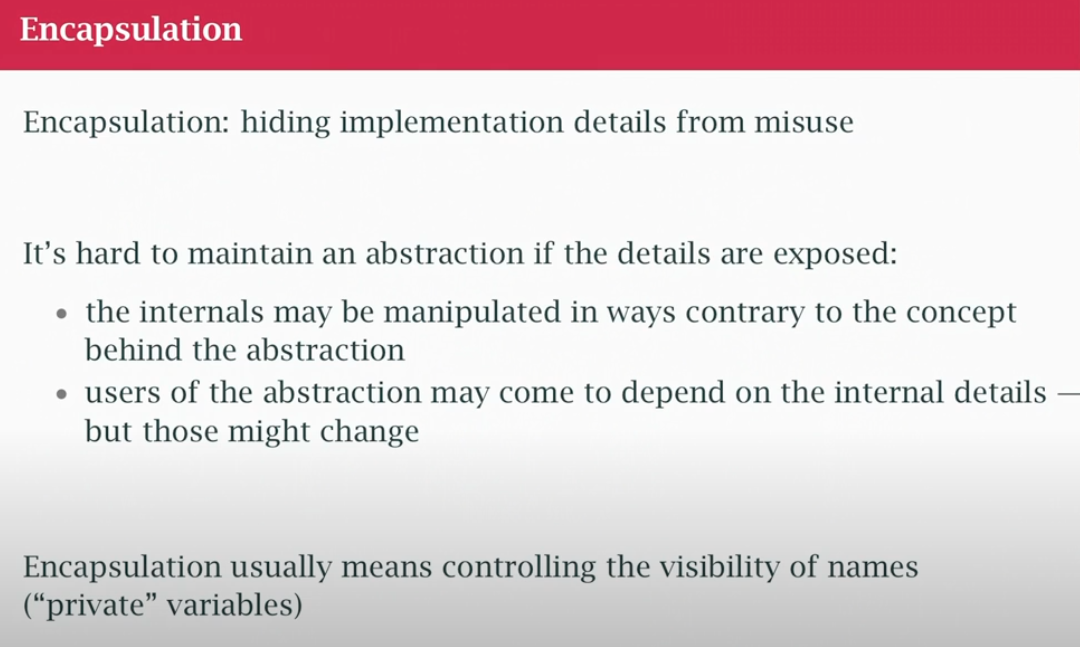 Encapsulation
Encapsulation: hiding implementation details from misuse
It’s hard to maintain an abstraction if the details are exposed:
• the internals may be manipulated in ways contrary to the concept
behind the abstraction
• users of the abstraction may come to depend on the internal details —
but those might change
Encapsulation usually means controlling the visibility of names
(“private” variables)